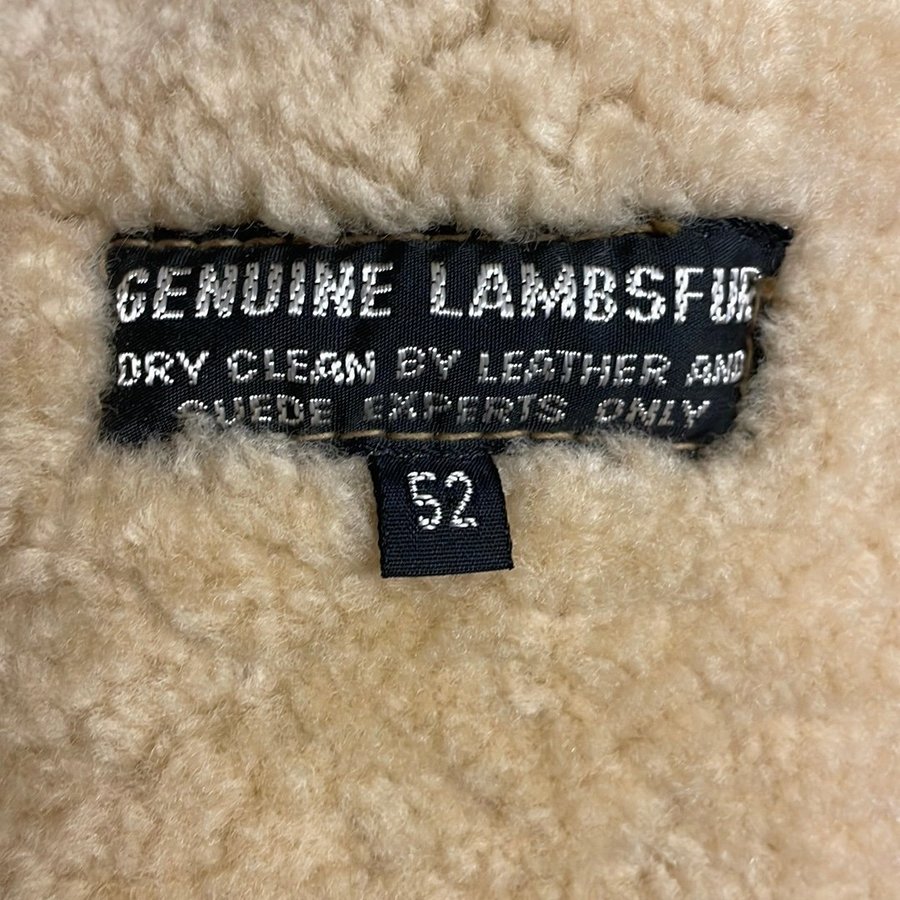 GENUINE LAMBSFUR
DRY CLEAN BY LEATHER AND
SUEDE EXPERTS ONLY
52